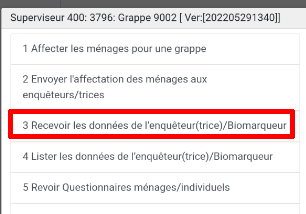 Superviseur 400: 3796: Grappe 9002 [ Ver:[202205291340]]
1 Affecter les ménages pour une grappe
2 Envoyer l'affectation des ménages aux
enquêteurs/trices
3 Recevoir les données de l'enquêteur(trice)/Biomarqueur
4 Lister les données de l'enquêteur(trice)/Biomarqueur
5 Revoir Questionnaires ménages/individuels